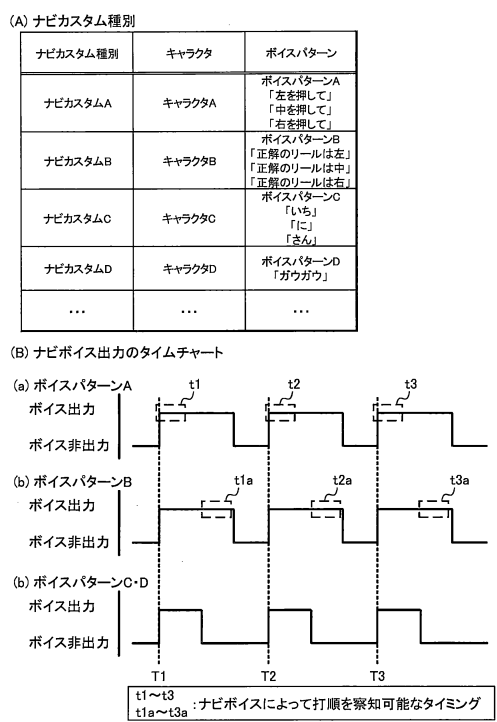 (A) ナビカスタム種別
ナビカスタム種別 キャラクタ ボイスパターン
ナビカスタムA キャラクタA ボイスパターンA
「左を押して」
「中を押して」
「右を押して」
ナビカスタムB キャラクタB ボイスパターンB
「正解のリールは左」
「正解のリールは中」
「正解のリールは右」
ナビカスタムC キャラクタC ボイスパターンC
「いち」
「に」
「さん」
ナビカスタムD キャラクタD ボイスパターンD
「ガウガウ」
… … …
(B) ナビボイス出力のタイムチャート
(a) ボイスパターンA
t1 t2 t3
ボイス出力
ボイス非出力
(b) ボイスパターンB
t1a t2a t3a
ボイス出力
ボイス非出力
(b) ボイスパターンC・D
ボイス出力
ボイス非出力
T1 T2 T3
t1〜t3
t1a〜t3a :ナビボイスによって打順を察知可能なタイミング